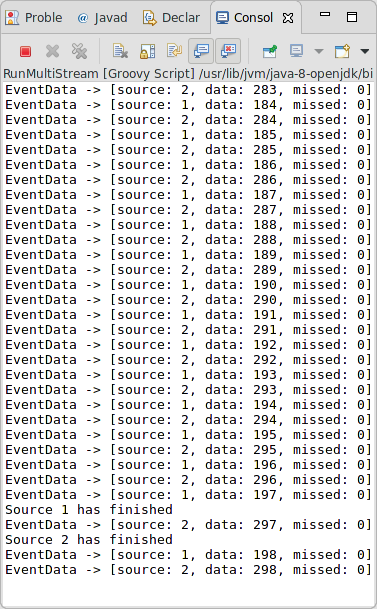 Proble
@ Javad
Declar
Consol
RunMultiStream [Groovy Script] /usr/lib/jvm/java-8-openjdk/bi
EventData -> [source: 2, data: 283, missed: 0]
EventData -> [source: 1, data: 184, missed: 0]
EventData -> [source: 2, data: 284, missed: 0]
EventData -> [source: 1, data: 185, missed: 0]
EventData -> [source: 2, data: 285, missed: 0]
EventData -> [source: 1, data: 186, missed: 0]
EventData -> [source: 2, data: 286, missed: 0]
EventData -> [source: 1, data: 187, missed: 0]
EventData -> [source: 2, data: 287, missed: 0]
EventData -> [source: 1, data: 188, missed: 0]
EventData -> [source: 2, data: 288, missed: 0]
EventData -> [source: 1, data: 189, missed: 0]
EventData -> [source: 2, data: 289, missed: 0]
EventData -> [source: 1, data: 190, missed: 0]
EventData -> [source: 2, data: 290, missed: 0]
EventData -> [source: 1, data: 191, missed: 0]
EventData -> [source: 2, data: 291, missed: 0]
EventData -> [source: 1, data: 192, missed: 0]
EventData -> [source: 2, data: 292, missed: 0]
EventData -> [source: 1, data: 193, missed: 0]
EventData -> [source: 2, data: 293, missed: 0]
EventData -> [source: 1, data: 194, missed: 0]
EventData -> [source: 2, data: 294, missed: 0]
EventData -> [source: 1, data: 195, missed: 0]
EventData -> [source: 2, data: 295, missed: 0]
EventData -> [source: 1, data: 196, missed: 0]
EventData -> [source: 2, data: 296, missed: 0]
EventData -> [source: 1, data: 197, missed: 0]
Source 1 has finished
EventData -> [source: 2, data: 297, missed: 0]
Source 2 has finished
EventData -> [source: 1, data: 198, missed: 0]
EventData -> [source: 2, data: 298, missed: 0]